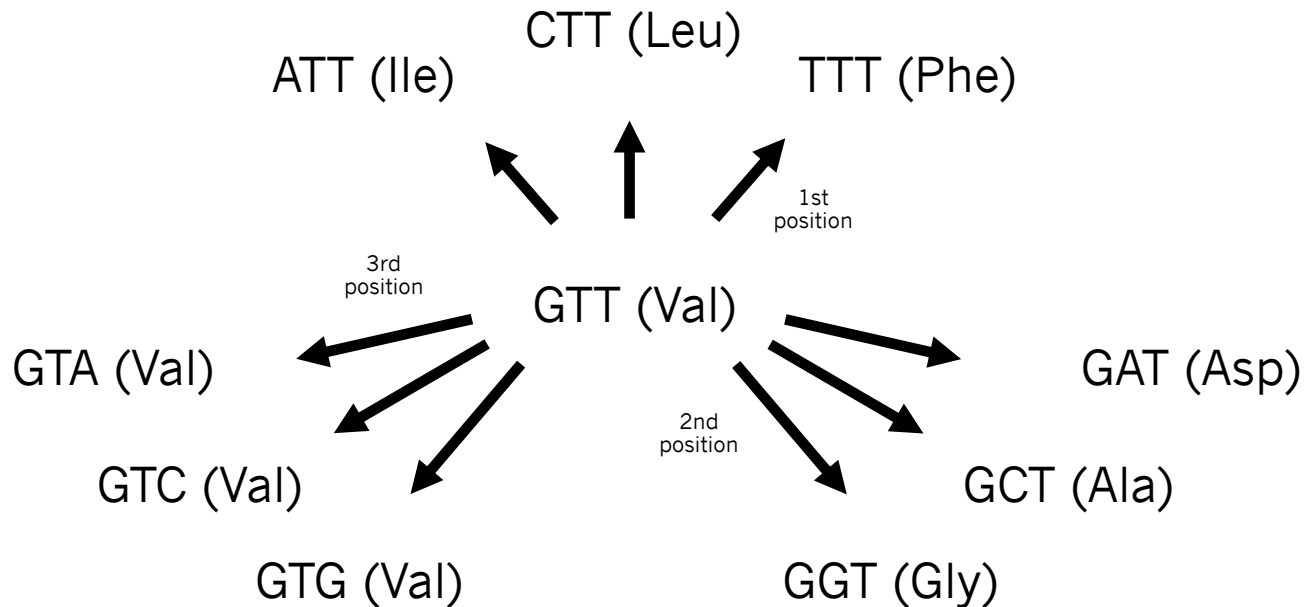 CTT (Leu)
ATT (Ile)
TTT (Phe)
1st
position
3rd
position
GTT (Val)
GTA (Val)
GAT (Asp)
2nd
position
GTC (Val)
GCT (Ala)
GTG (Val)
GGT (Gly)